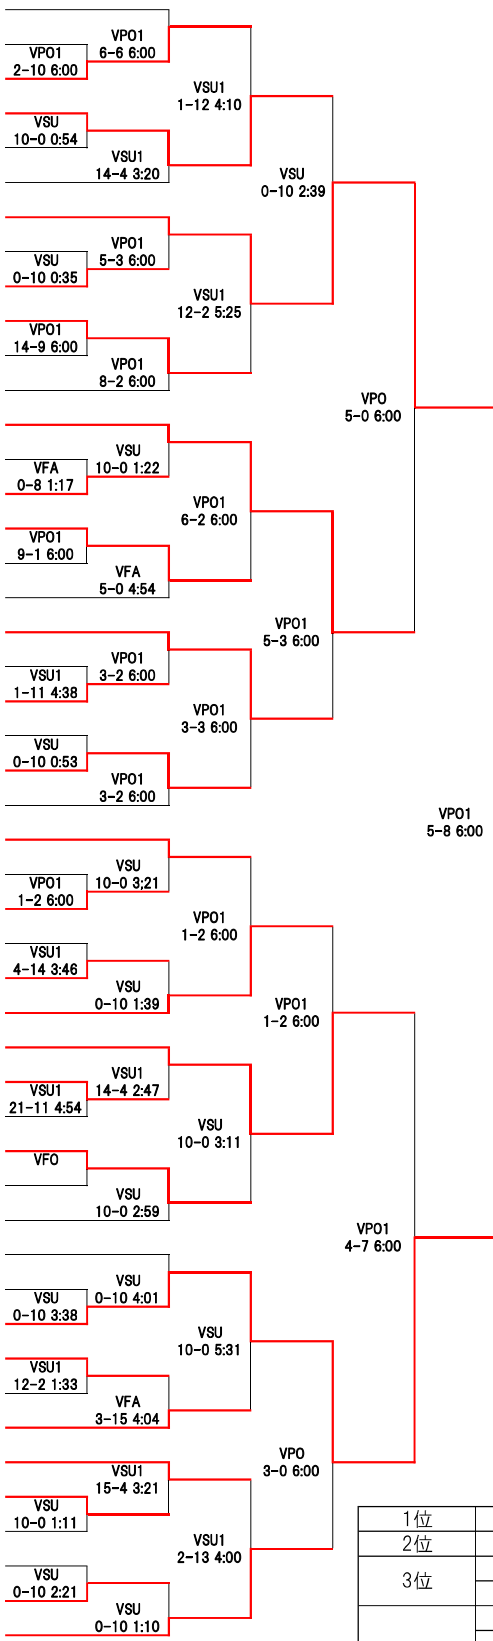 VPO1
6-6 6:00
VPO1
2-10 6:00
VSU1
1-12 4:10
VSU
10-0 0:54
VSU1
14-4 3:20
VSU
0-10 2:39
VPO1
5-3 6:00
VSU
0-10 0:35
VSU1
12-2 5:25
VPO1
14-9 6:00
VPO1
8-2 6:00
VPO
5-0 6:00
VSU
10-0 1:22
VFA
0-8 1:17
VPO1
6-2 6:00
VPO1
9-1 6:00
VFA
5-0 4:54
VPO1
5-3 6:00
VPO1
3-2 6:00
VSU1
1-11 4:38
VPO1
3-3 6:00
VSU
0-10 0:53
VPO1
3-2 6:00
VPO1
5-8 6:00
VSU
10-0 3;21
VPO1
1-2 6:00
VPO1
1-2 6:00
VSU1
4-14 3:46
VSU
0-10 1:39
VPO1
1-2 6:00
VSU1
14-4 2:47
VSU1
21-11 4:54
VSU
10-0 3:11
VFO
VSU
10-0 2:59
VPO1
4-7 6:00
VSU
0-10 4:01
VSU
0-10 3:38
VSU
10-0 5:31
VSU1
12-2 1:33
VFA
3-15 4:04
VPO
3-0 6:00
VSU1
15-4 3:21
VSU
10-0 1:11
VSU1
2-13 4:00
VSU
0-10 2:21
VSU
0-10 1:10
1位
2位
3位